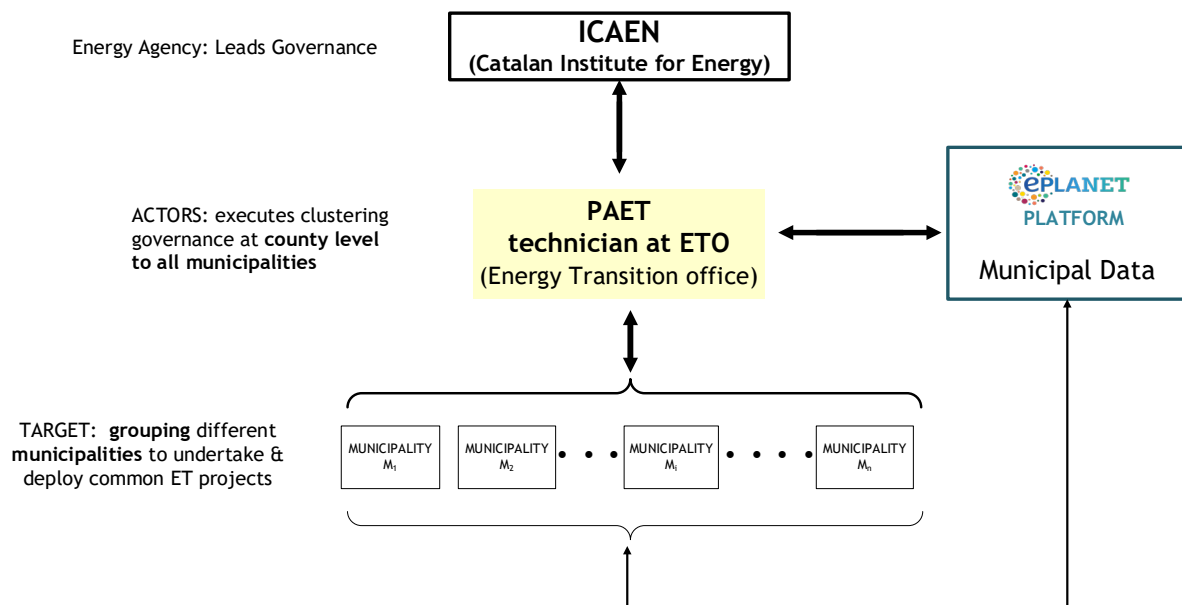 ICAEN
(Catalan Institute for Energy)
Energy Agency: Leads Governance
ePLANET
PLATFORM
Municipal Data
PAET
technician at ETO
(Energy Transition office)
ACTORS: executes clustering
governance at county level
to all municipalities
TARGET: grouping different
municipalities to undertake &
deploy common ET projects
MUNICIPALITY
M1
MUNICIPALITY
M2
MUNICIPALITY
Mi
MUNICIPALITY
Mn